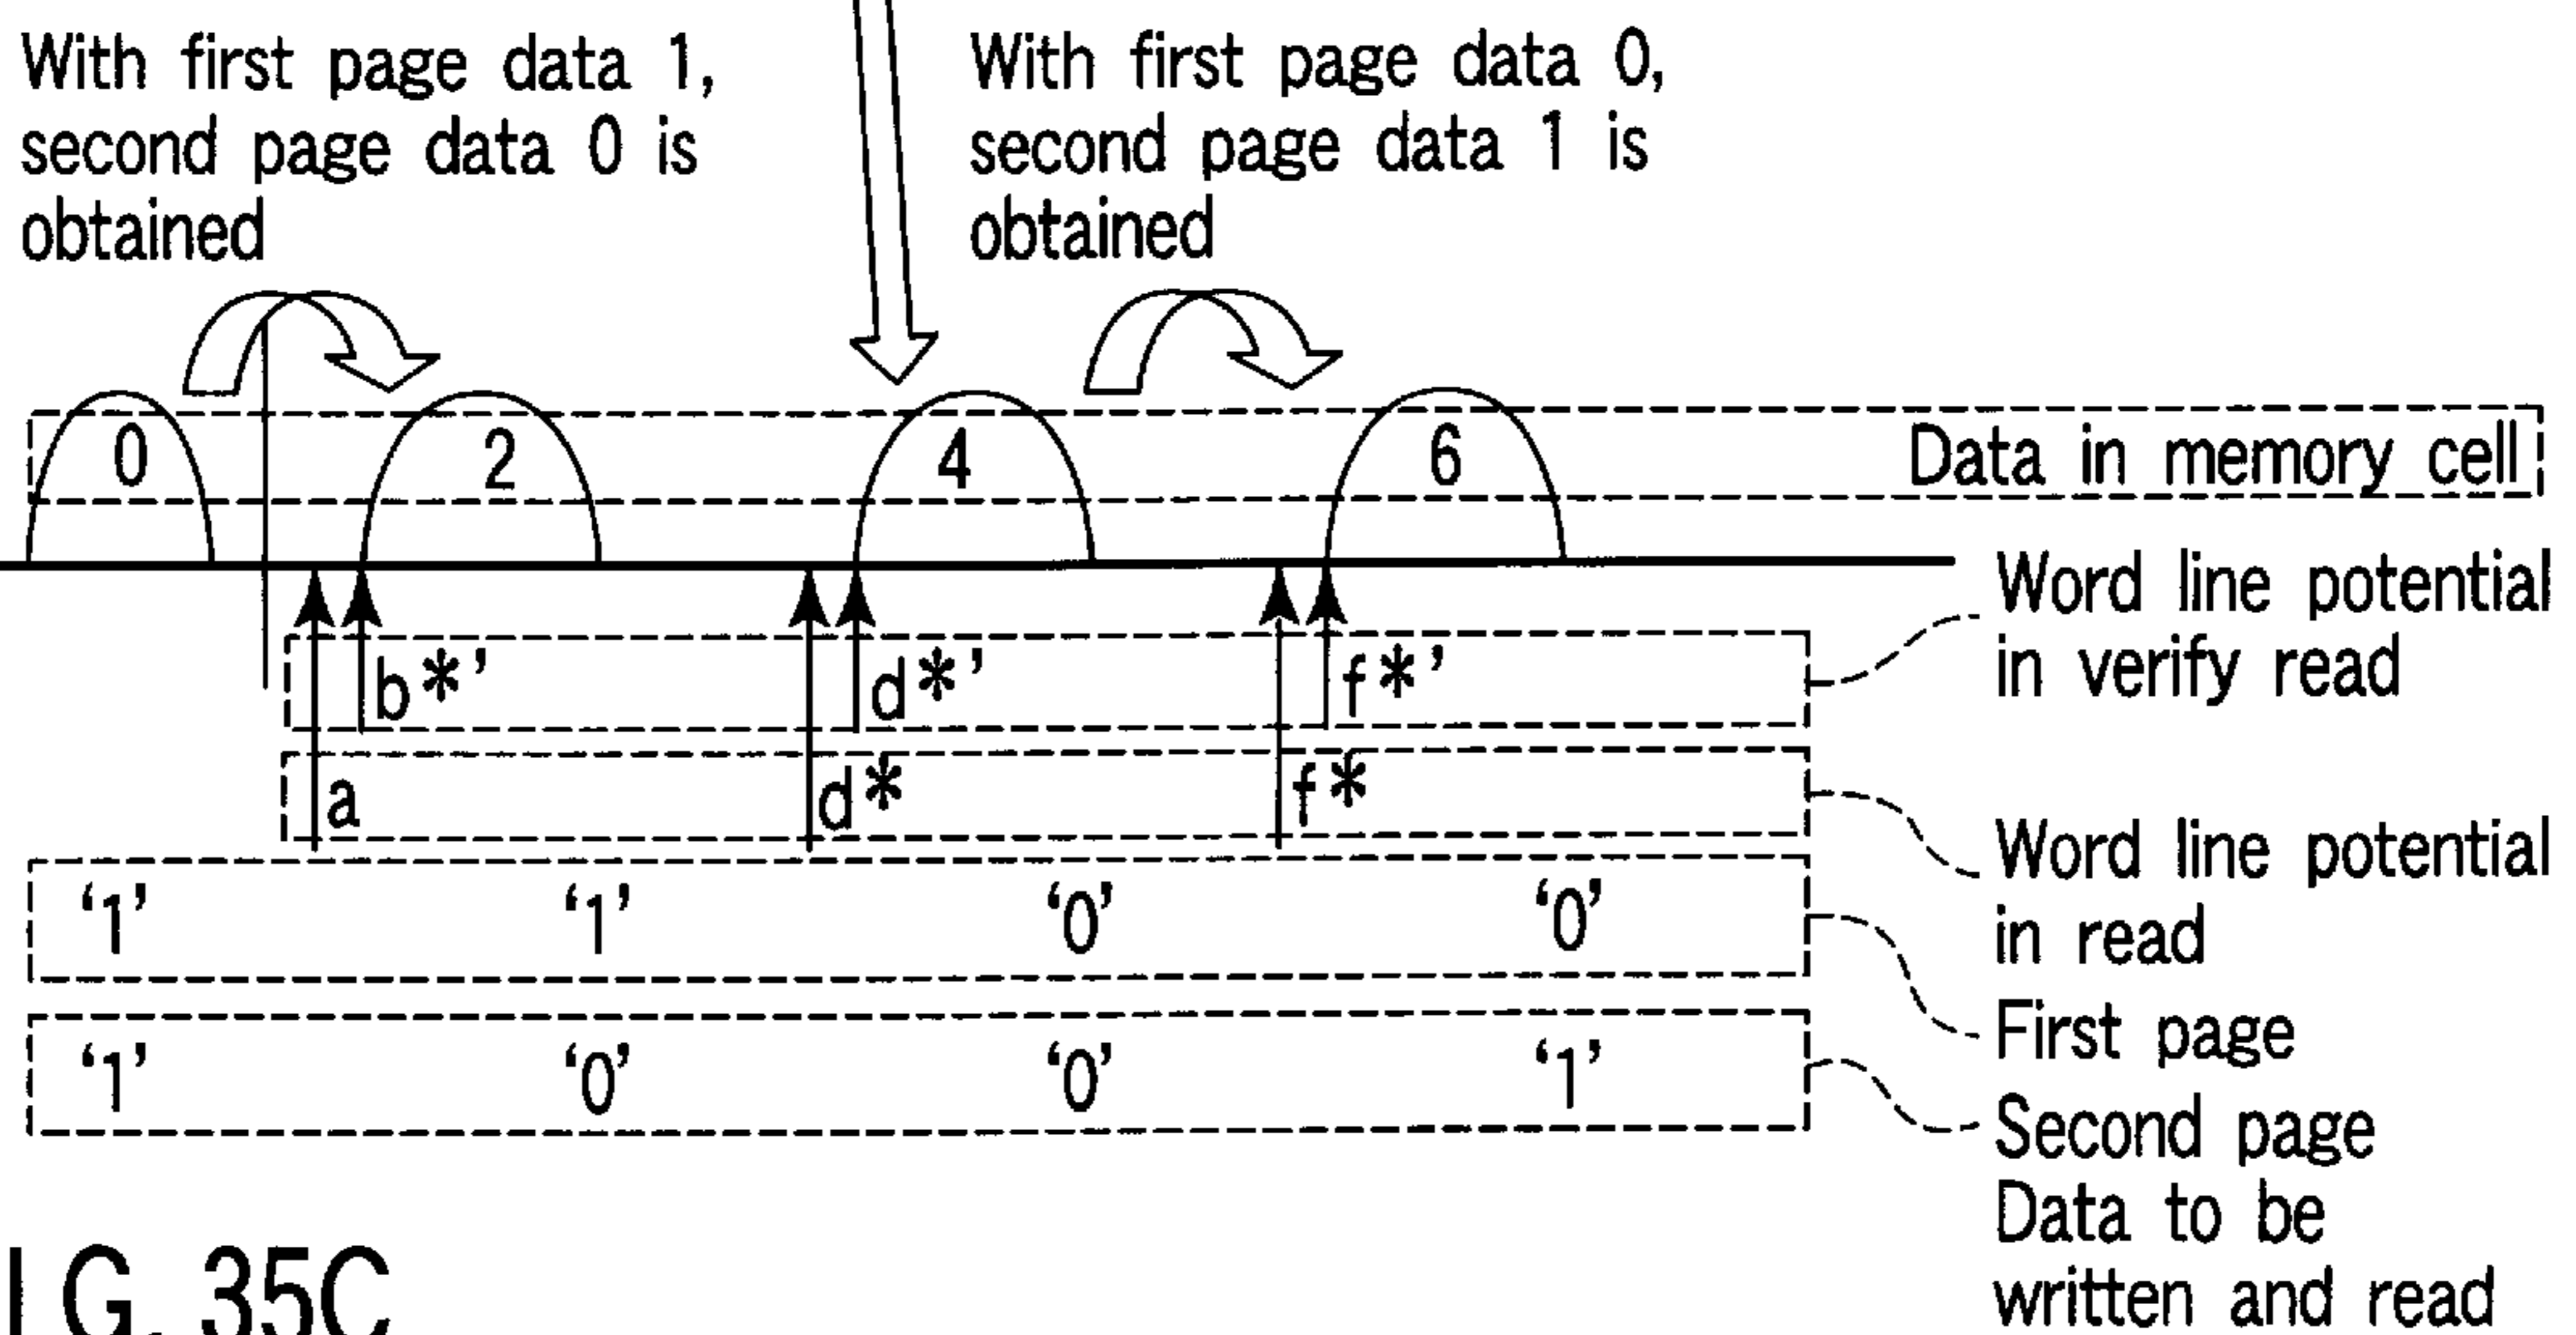 With first page data 1,
second page data 0 is
obtained
With first page data 0,
second page data 1 is
obtained
0 2 4 6 Data in memory cell
b*' d*' f*'
Word line potential
in verify read
a d* f*
Word line potential
in read
‘1’ ‘1’ ‘0’ ‘0’
First page
‘1’ ‘0’ ‘0’ ‘1’
Second page
Data to be
written and read
IG. 35C